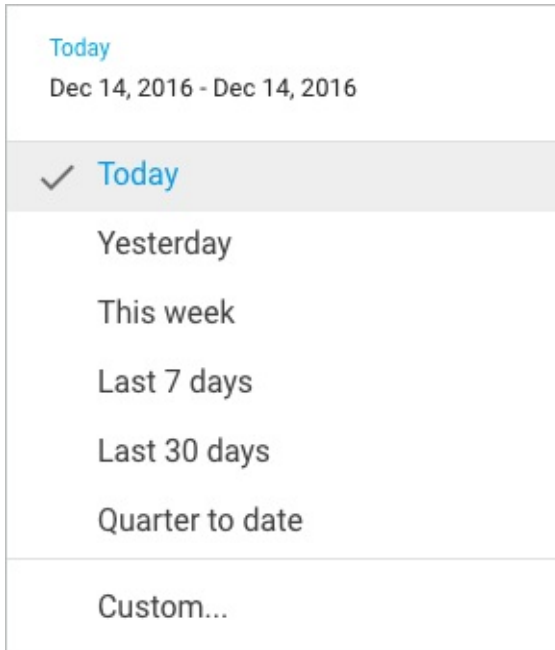 Today
Dec 14, 2016 - Dec 14, 2016
Today
Yesterday
This week
Last 7 days
Last 30 days
Quarter to date
Custom...